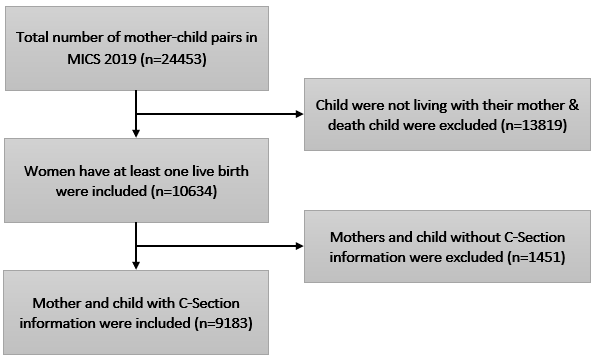 Total number of mother-child pairs in
MICS 2019 (n=24453)
Child were not living with their mother &
death child were excluded (n=13819)
Women have at least one live birth
were included (n=10634)
Mothers and child without C-Section
information were excluded (n=1451)
Mother and child with C-Section
information were included (n=9183)